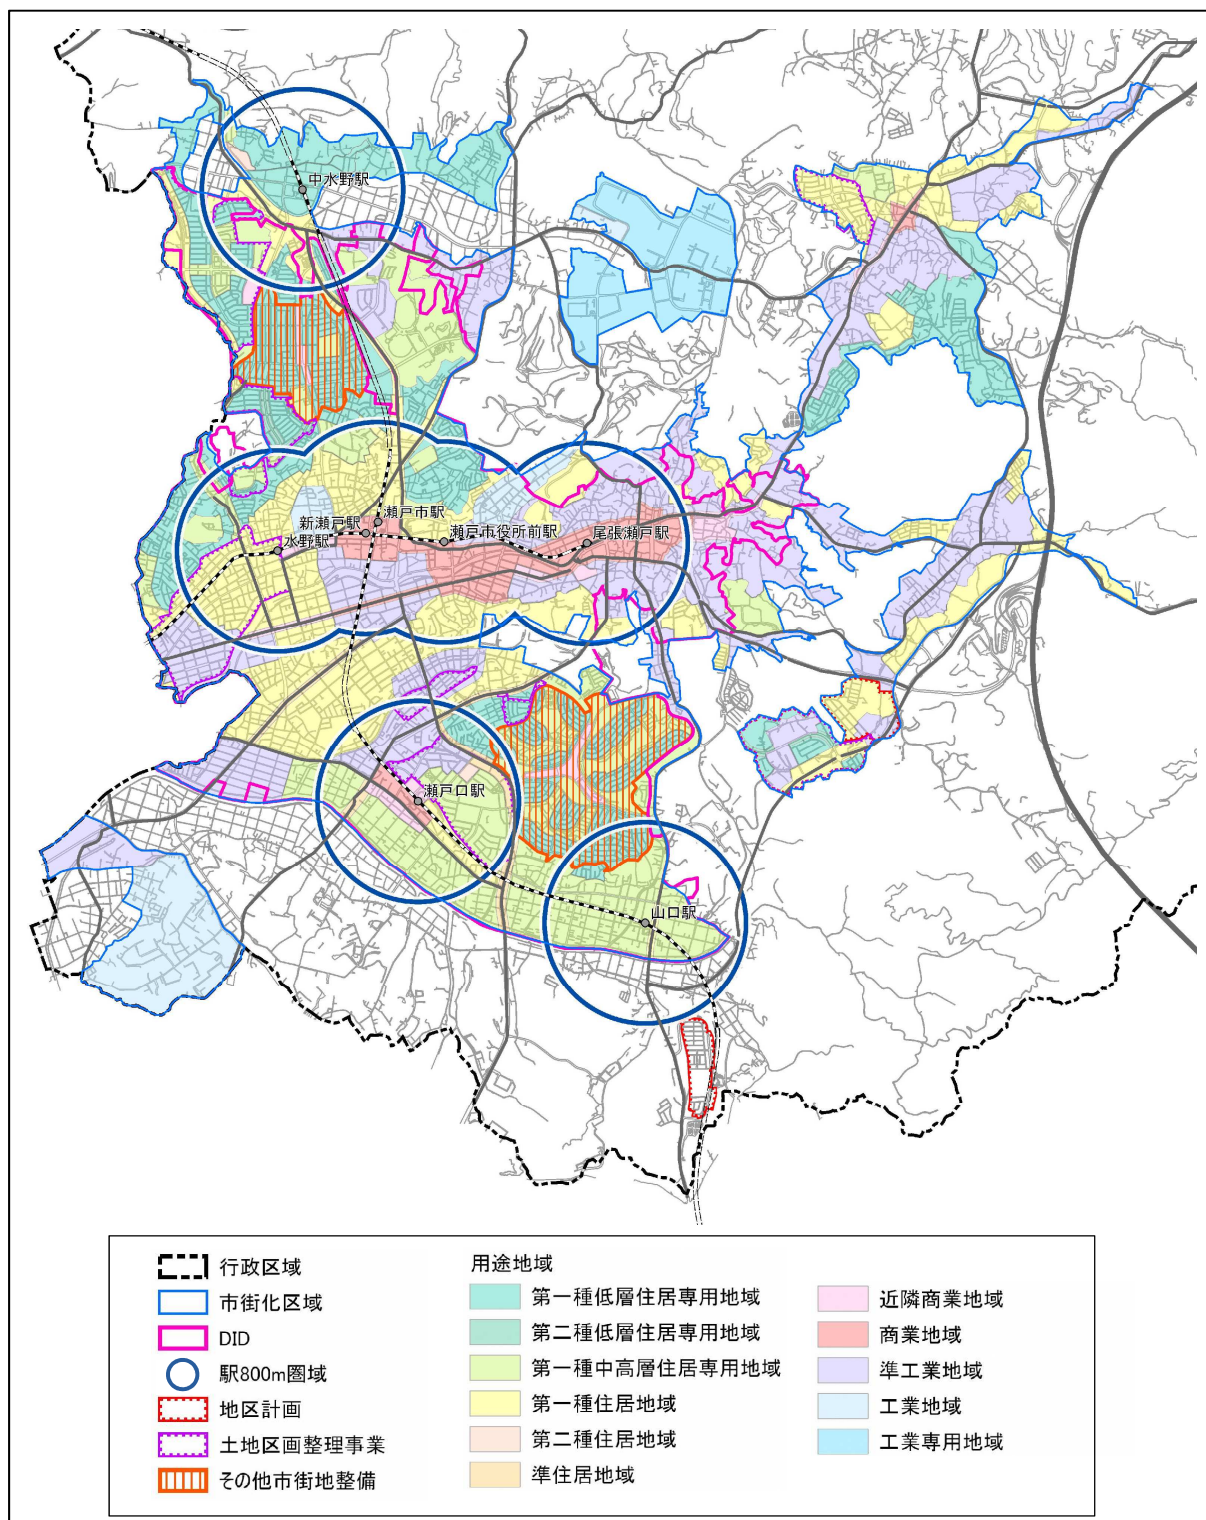 中水野駅
瀬戸市駅
新瀬戸駅
水野駅
瀬戸市役所前駅
尾張瀬戸駅
瀬戸口駅
山口駅
行政区域
市街化区域
DID
駅800m圏域
地区計画
土地区画整理事業
その他市街地整備
用途地域
第一種低層住居専用地域
第二種低層住居専用地域
第一種中高層住居専用地域
第一種住居地域
第二種住居地域
準住居地域
近隣商業地域
商業地域
準工業地域
工業地域
工業専用地域